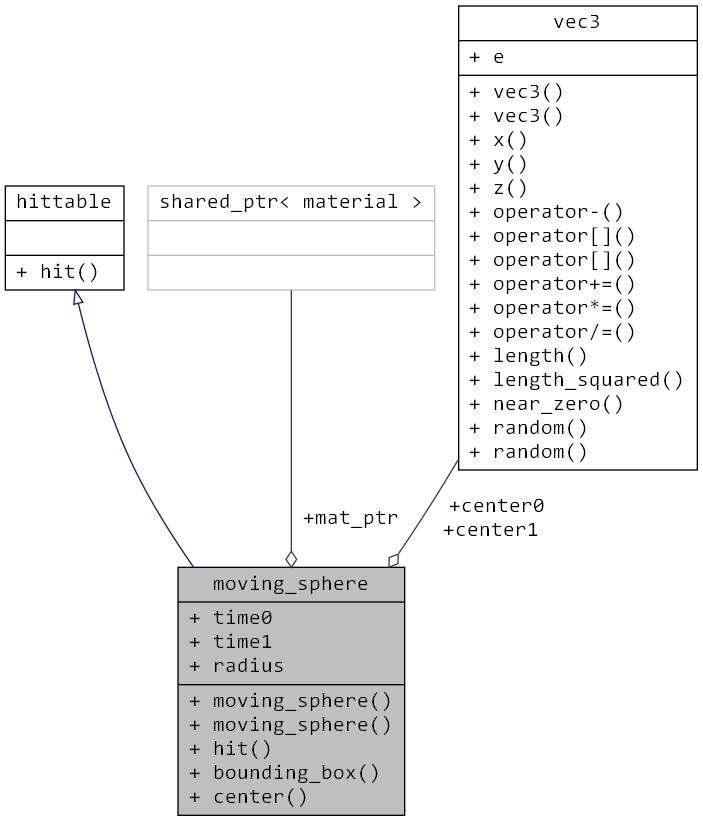 vec3
+ e
+ vec3()
+ vec3()
+ x()
+ y()
+ z()
+ operator-()
+ operator[]()
+ operator[]()
+ operator+=()
+ operator*=()
+ operator/=()
+ length()
+ length_squared()
+ near_zero()
+ random()
+ random()
hittable
+ hit()
shared_ptr< material >
+mat_ptr
+center0
+center1
moving_sphere
+ time0
+ time1
+ radius
+ moving_sphere()
+ moving_sphere()
+ hit()
+ bounding_box()
+ center()